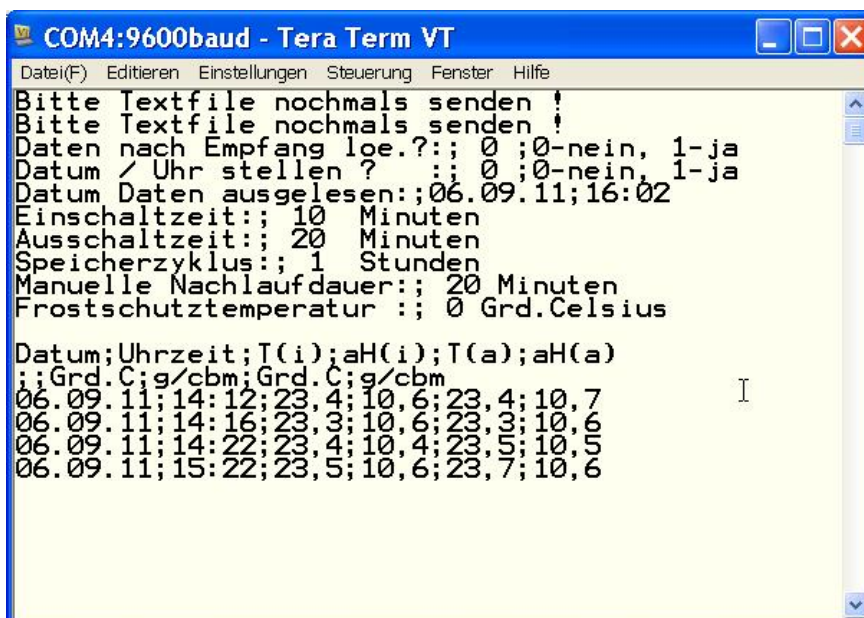 COM4:9600baud - Tera Term VT
Datei(F) Editieren Einstellungen Steuerung Fenster Hilfe
Bitte Textfile nochmals senden !
Bitte Textfile nochmals senden !
Daten nach Empfang loe.?:; 0 ;0-nein, 1-ja
Datum / Uhr stellen ?   :; 0 ;0-nein, 1-ja
Datum Daten ausgelesen:;06.09.11;16:02
Einschaltzeit:; 10  Minuten
Ausschaltzeit:; 20  Minuten
Speicherzyklus:; 1  Stunden
Manuelle Nachlaufdauer:; 20 Minuten
Frostschutztemperatur :; 0 Grd.Celsius
Datum;Uhrzeit;T(i);aH(i);T(a);aH(a)
;;Grd.C;g/cbm;Grd.C;g/cbm
06.09.11;14:12;23,4;10,6;23,4;10,7
06.09.11;14:16;23,3;10,6;23,3;10,6
06.09.11;14:22;23,4;10,4;23,5;10,5
06.09.11;15:22;23,5;10,6;23,7;10,6